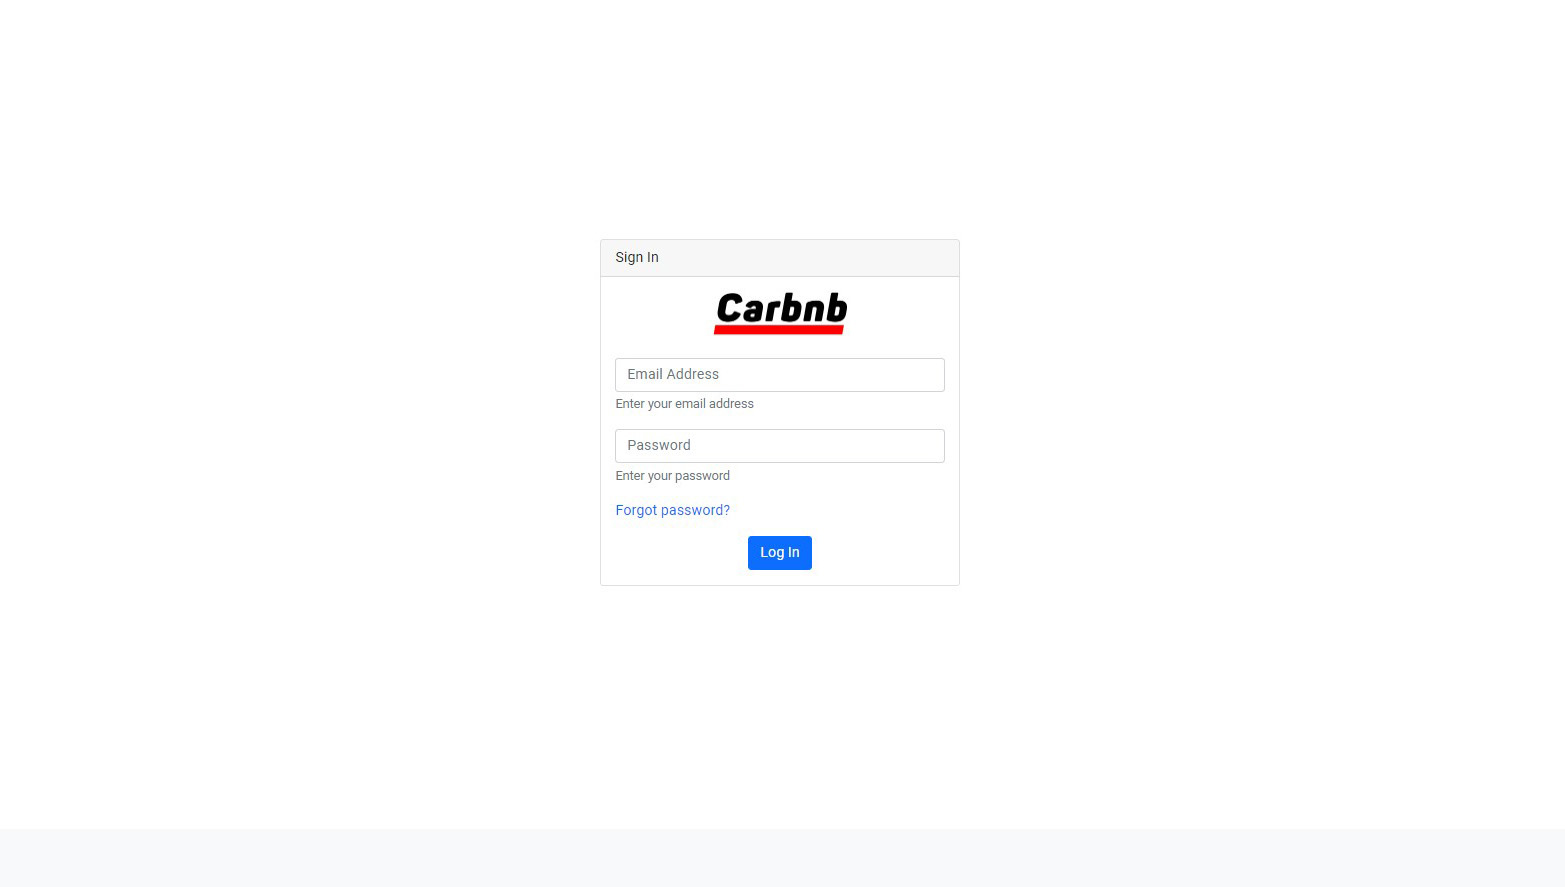 Sign In
Carbnb
Email Address
Enter your email address
Password
Enter your password
Forgot password?
Log In